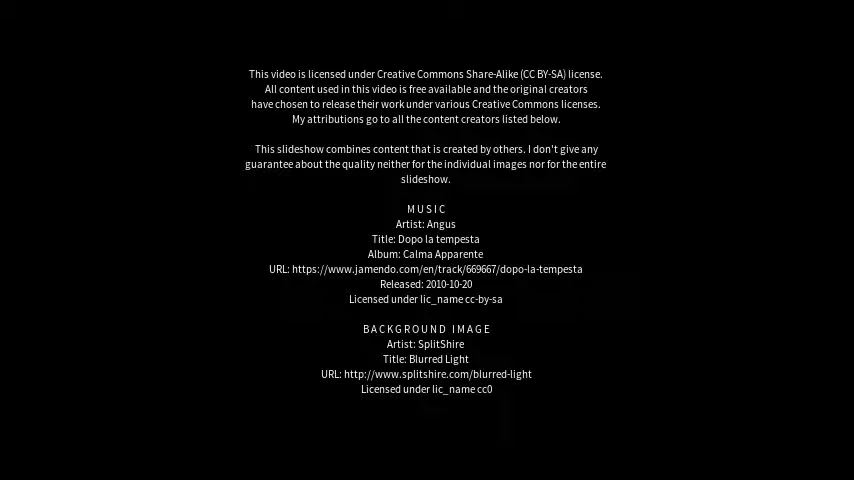 This video is licensed under Creative Commons Share-Alike (CC BY-SA) license.
All content used in this video is free available and the original creators
have chosen to release their work under various Creative Commons licenses.
My attributions go to all the content creators listed below.
This slideshow combines content that is created by others. I don't give any
guarantee about the quality neither for the individual images nor for the entire
slideshow.
MUSIC
Artist: Angus
Title: Dopo la tempesta
Album: Calma Apparente
URL: https://www.jamendo.com/en/track/669667/dopo-la-tempesta
Released: 2010-10-20
Licensed under lic_name cc-by-sa
BACKGROUND IMAGE
Artist: SplitShire
Title: Blurred Light
URL: http://www.splitshire.com/blurred-light
Licensed under lic_name cc0